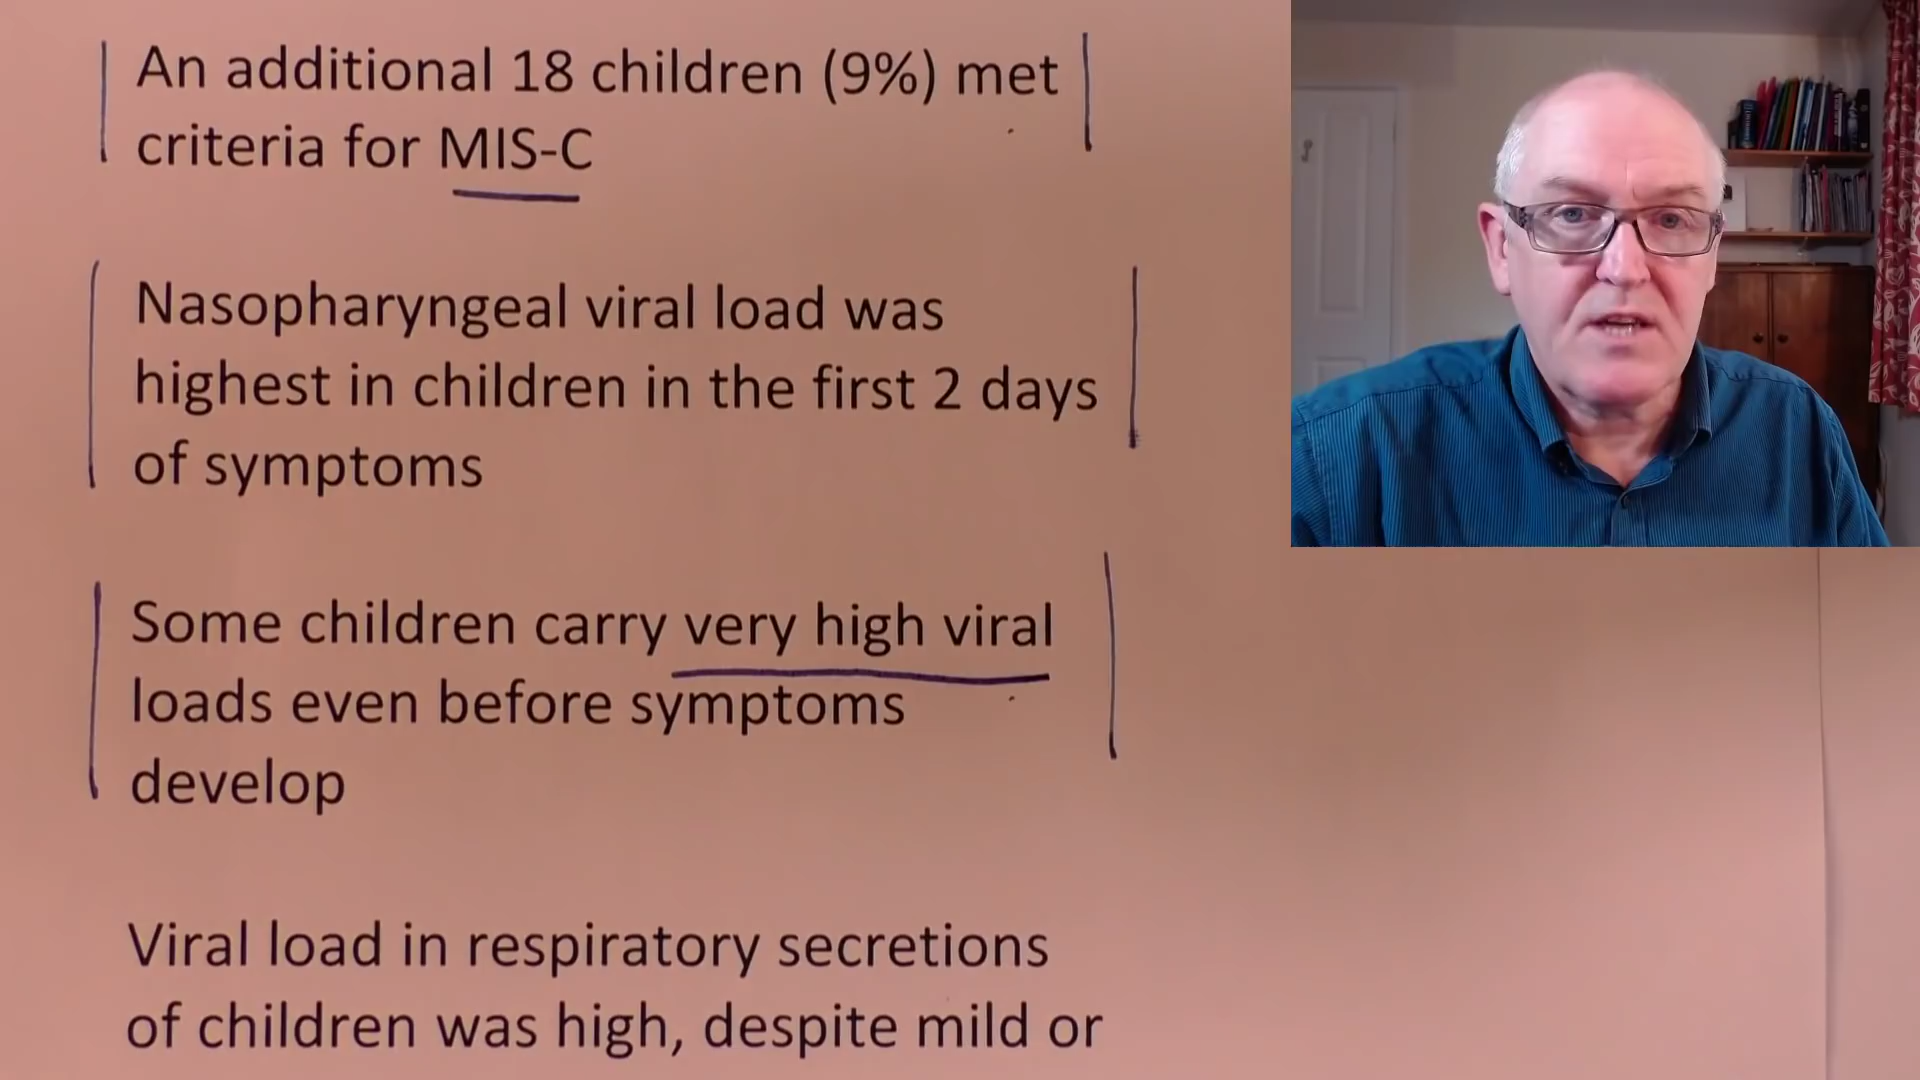 An additional 18 children (9%) met
criteria for MIS-C
Nasopharyngeal viral load was
highest in children in the first 2 days
of symptoms
Some children carry very high viral
loads even before symptoms
develop
Viral load in respiratory secretions
of children was high, despite mild or